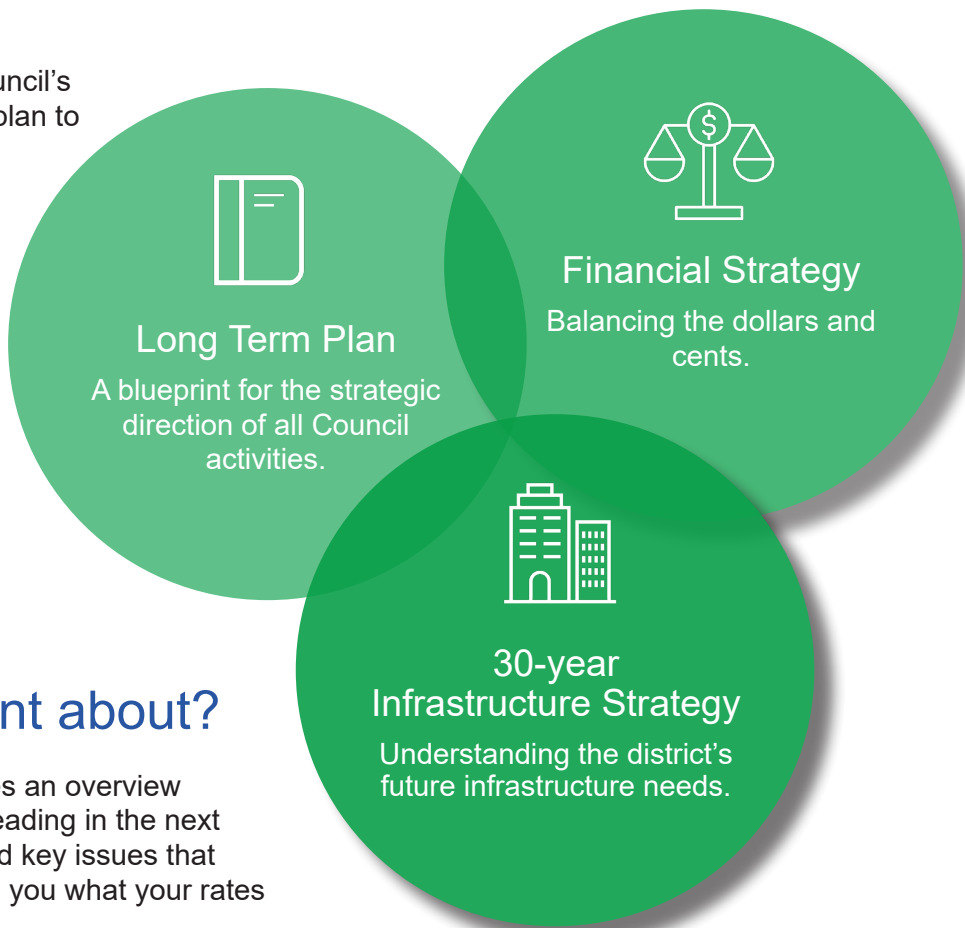 uncil's
plan to
$
Financial Strategy
Balancing the dollars and
cents.
Long Term Plan
A blueprint for the strategic
direction of all Council
activities.
30-year
Infrastructure Strategy
Understanding the district's
future infrastructure needs.
nt about?
es an overview
eading in the next
d key issues that
you what your rates